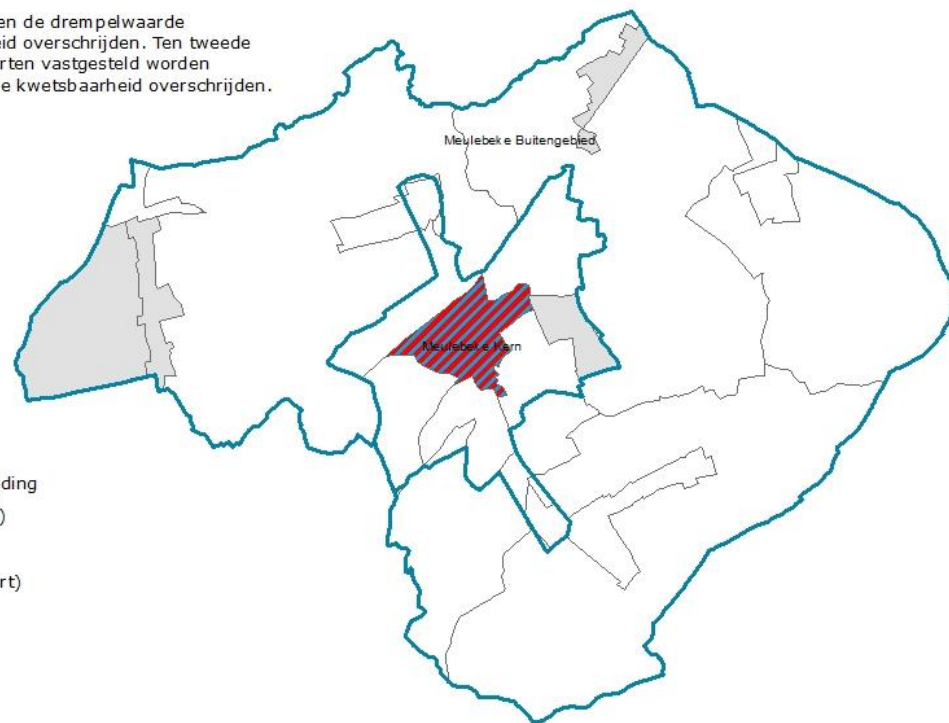 en de drempelwaarde
eid overschrijden. Ten tweede
rten vastgesteld worden
e kwetsbaarheid overschrijden.
Meulebeke Buitengebied
Meulebeke Kern
ding
)
rt)